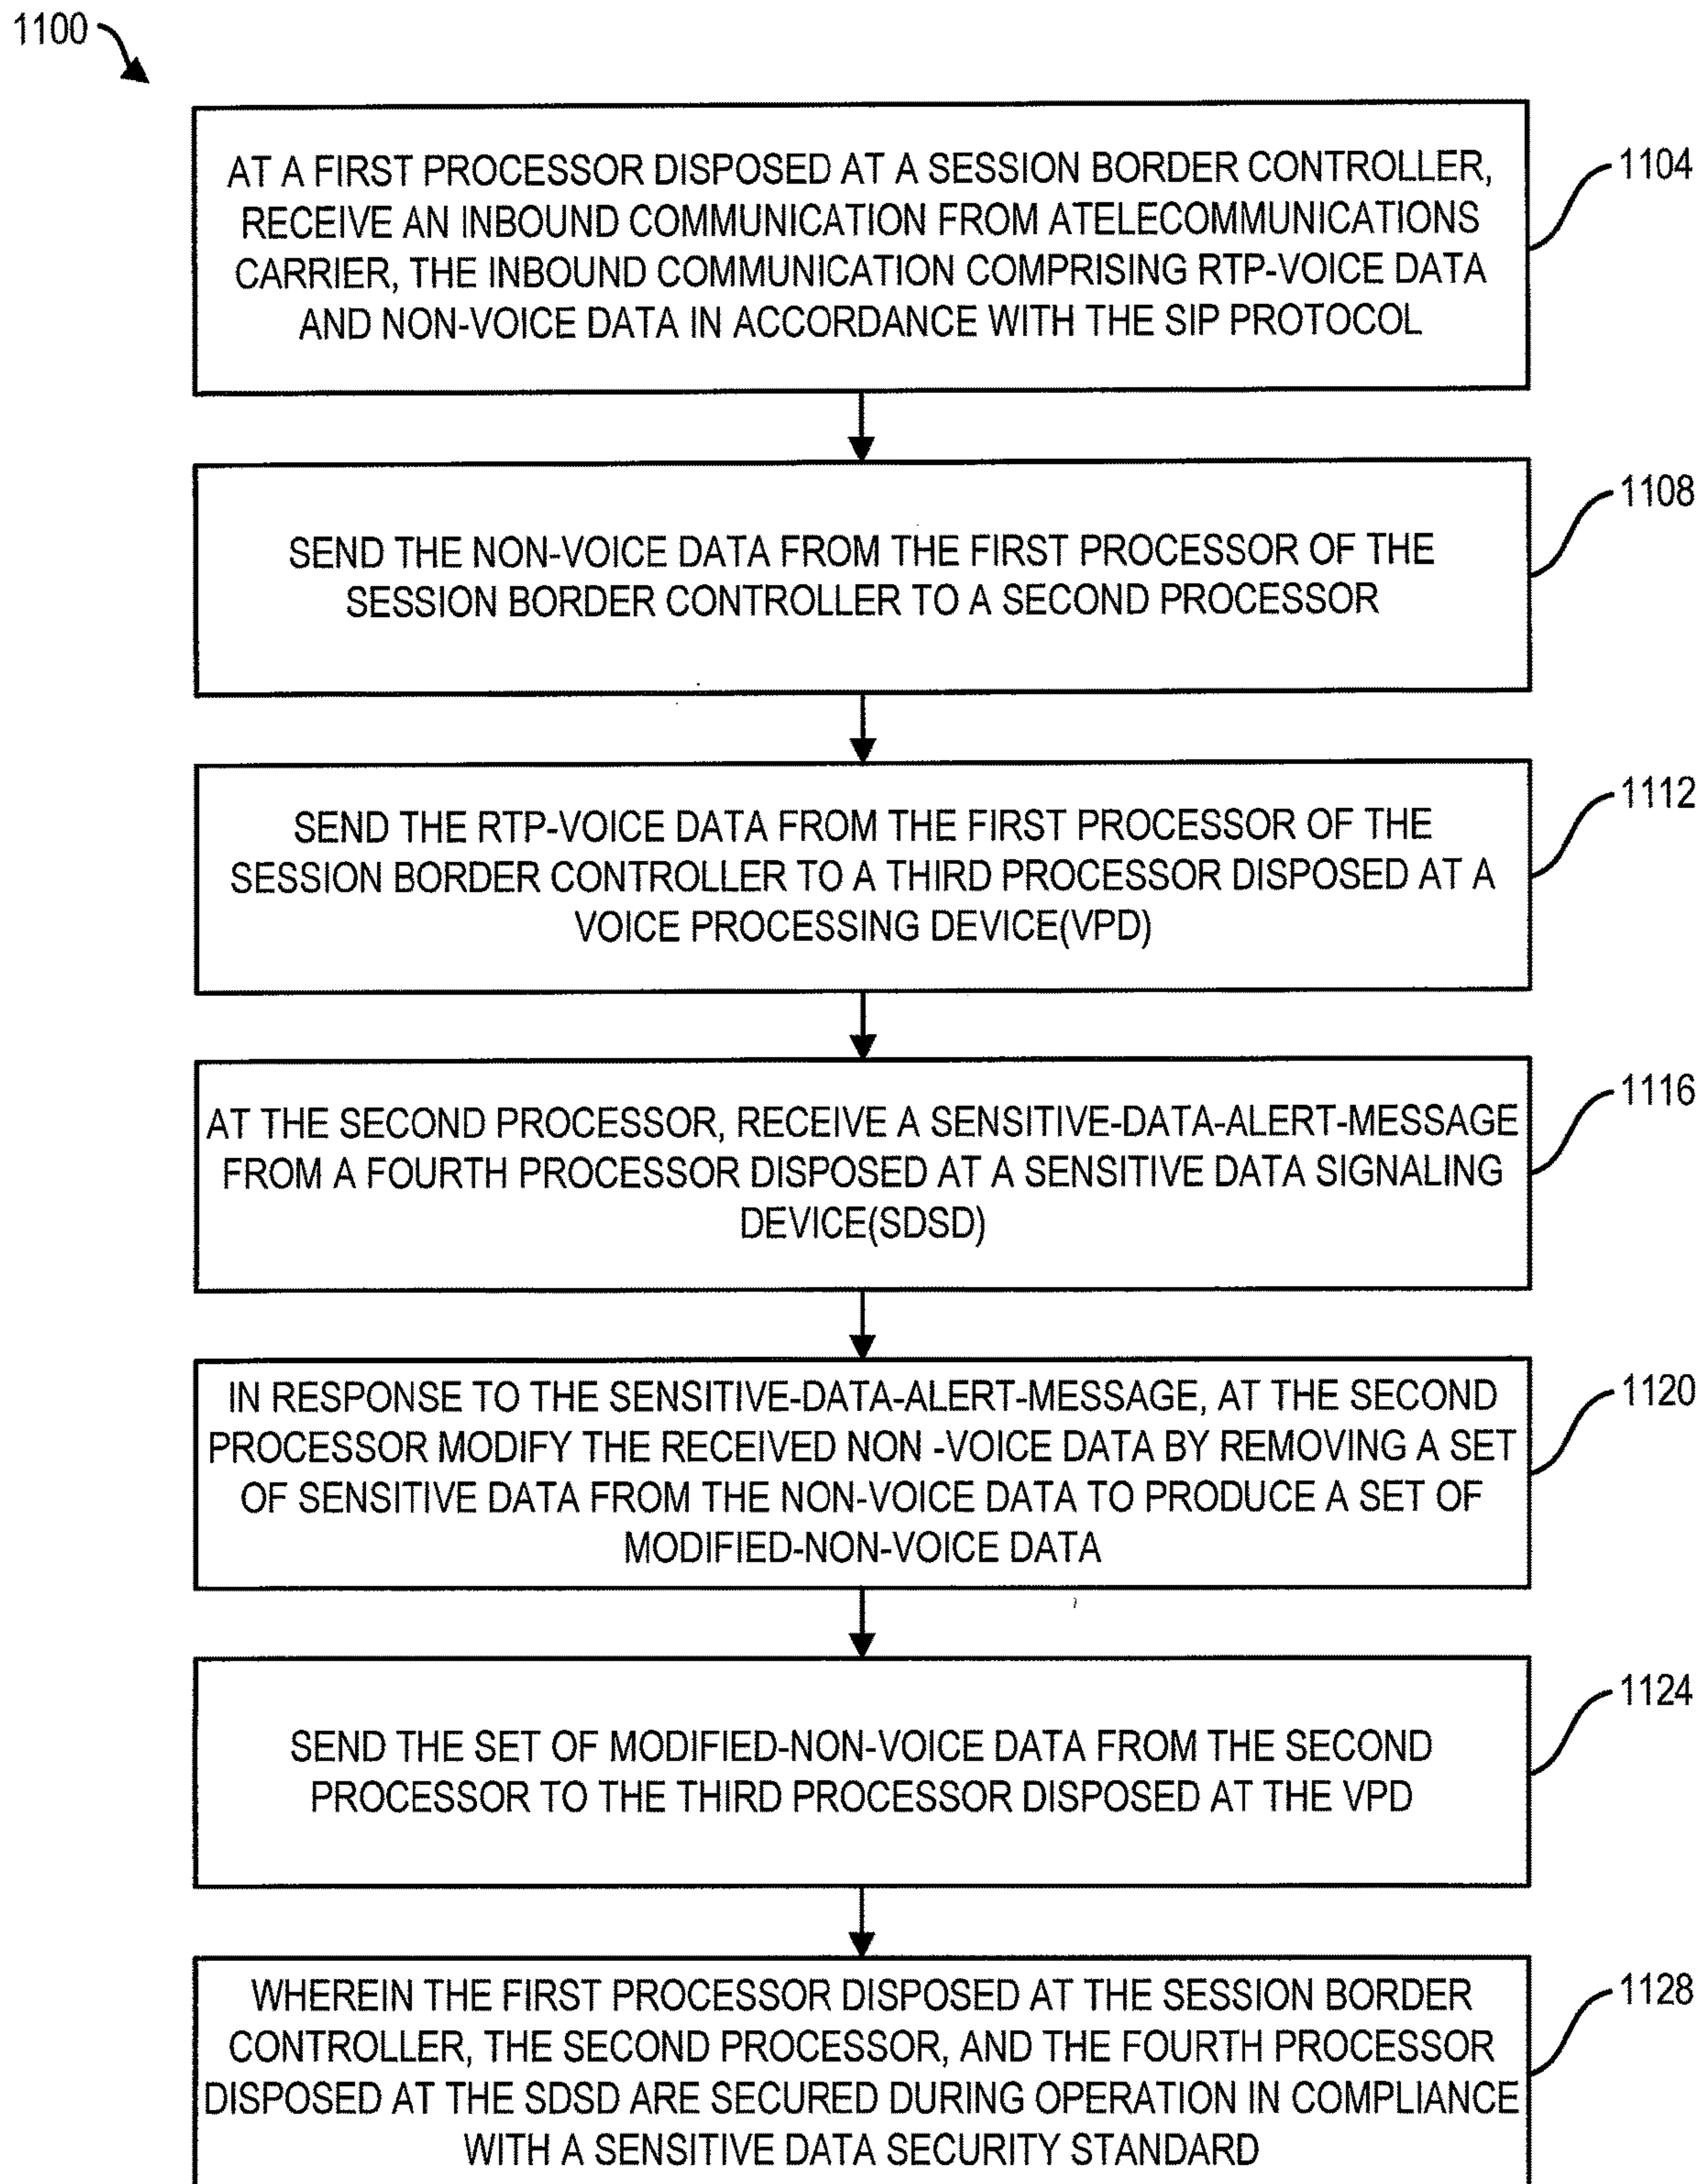 1100
AT A FIRST PROCESSOR DISPOSED AT A SESSION BORDER CONTROLLER,
RECEIVE AN INBOUND COMMUNICATION FROM ATELECOMMUNICATIONS
CARRIER, THE INBOUND COMMUNICATION COMPRISING RTP-VOICE DATA
AND NON-VOICE DATA IN ACCORDANCE WITH THE SIP PROTOCOL
1104
SEND THE NON-VOICE DATA FROM THE FIRST PROCESSOR OF THE
SESSION BORDER CONTROLLER TO A SECOND PROCESSOR
1108
SEND THE RTP-VOICE DATA FROM THE FIRST PROCESSOR OF THE
SESSION BORDER CONTROLLER TO A THIRD PROCESSOR DISPOSED AT A
VOICE PROCESSING DEVICE(VPD)
1112
AT THE SECOND PROCESSOR, RECEIVE A SENSITIVE-DATA-ALERT-MESSAGE
FROM A FOURTH PROCESSOR DISPOSED AT A SENSITIVE DATA SIGNALING
DEVICE(SDSD)
1116
IN RESPONSE TO THE SENSITIVE-DATA-ALERT-MESSAGE, AT THE SECOND
PROCESSOR MODIFY THE RECEIVED NON -VOICE DATA BY REMOVING A SET
OF SENSITIVE DATA FROM THE NON-VOICE DATA TO PRODUCE A SET OF
MODIFIED-NON-VOICE DATA
1120
SEND THE SET OF MODIFIED-NON-VOICE DATA FROM THE SECOND
PROCESSOR TO THE THIRD PROCESSOR DISPOSED AT THE VPD
1124
WHEREIN THE FIRST PROCESSOR DISPOSED AT THE SESSION BORDER
CONTROLLER, THE SECOND PROCESSOR, AND THE FOURTH PROCESSOR
DISPOSED AT THE SDSD ARE SECURED DURING OPERATION IN COMPLIANCE
WITH A SENSITIVE DATA SECURITY STANDARD
1128